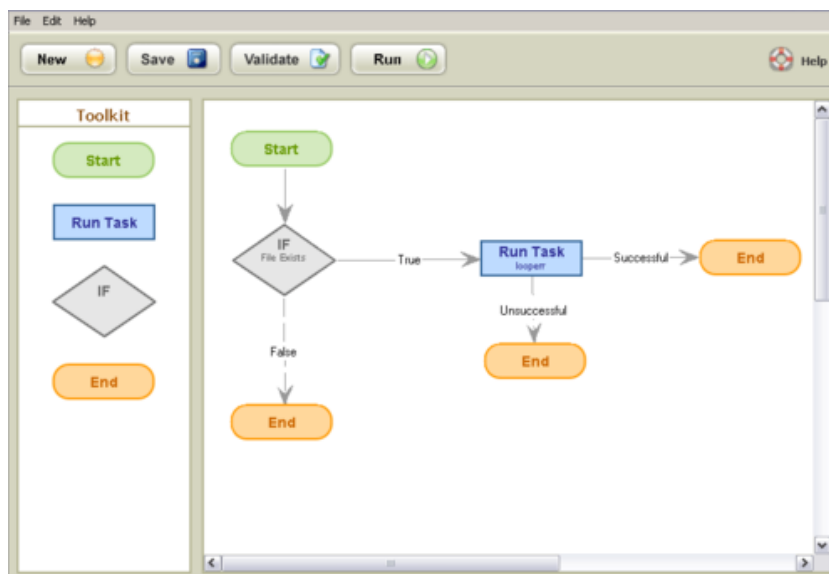 File Edit Help
New Save Validate Run Help
Toolkit
Start
Run Task
IF
End
Start
IF
File Exists
True
Run Task
looperr
Successful
End
Unsuccessful
End
False
End